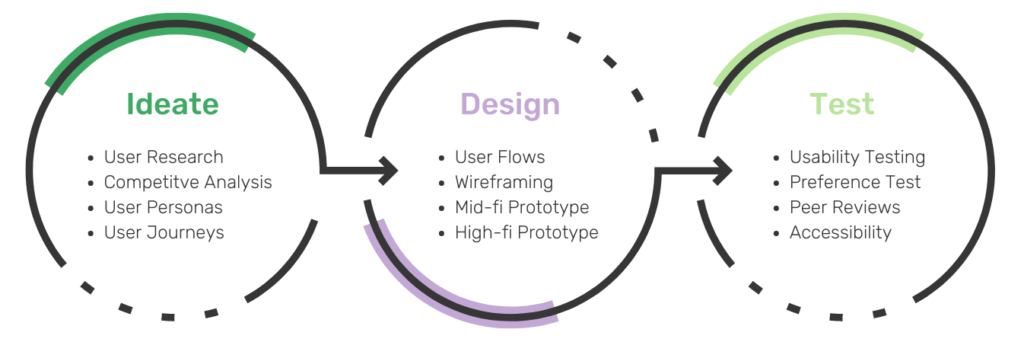 Ideate
• User Research
• Competitve Analysis
• User Personas
• User Journeys
Design
• User Flows
• Wireframing
• Mid-fi Prototype
• High-fi Prototype
Test
• Usability Testing
• Preference Test
• Peer Reviews
• Accessibility